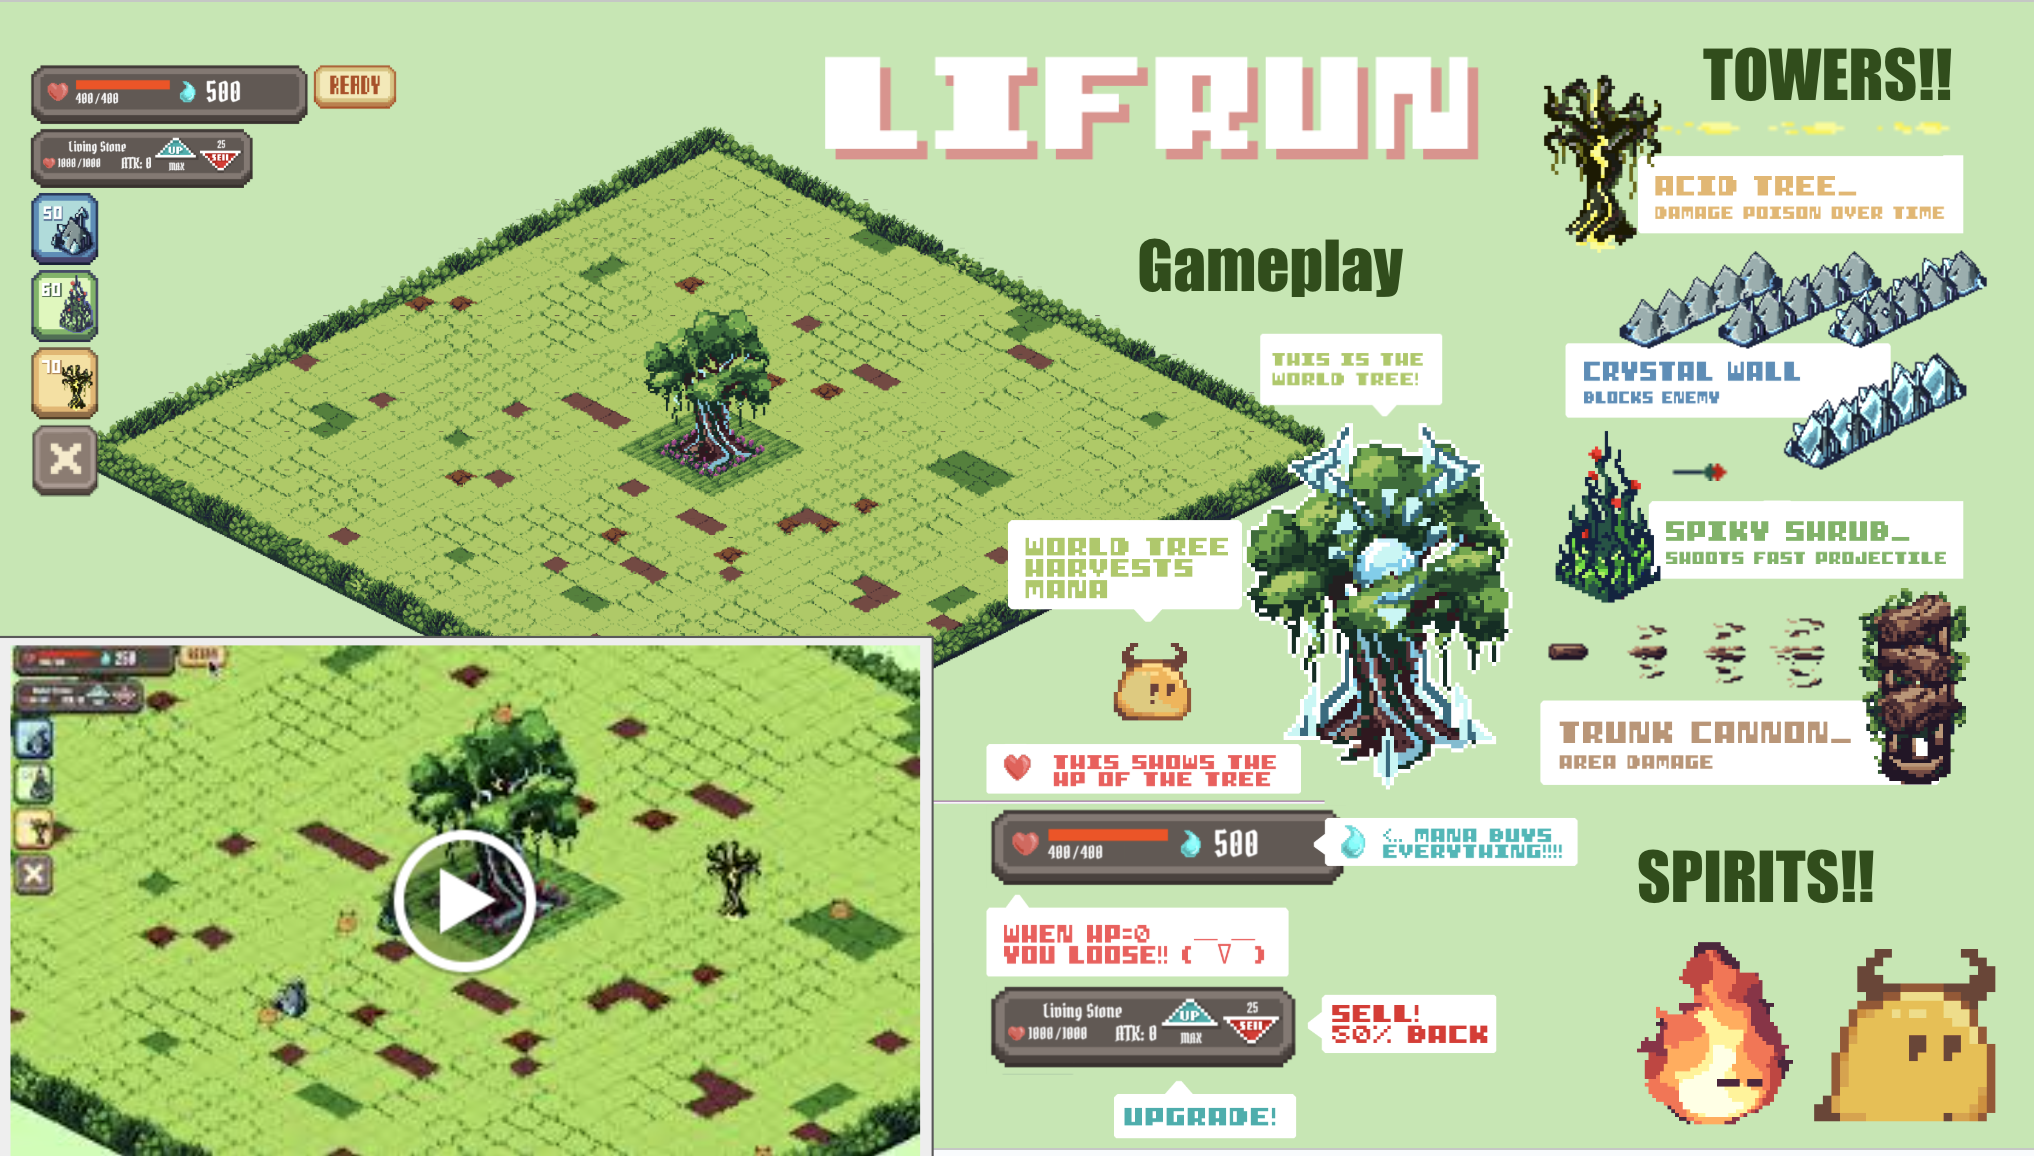 400/400
500
READY
Living Stone
1000/1000
ATK: 0
UP
MAX
25
SELL
50
60
70
LIFRUN
Gameplay
THIS IS THE
WORLD TREE!
WORLD TREE
HARVESTS
MANA
THIS SHOWS THE
HP OF THE TREE
400/400
500
<.. MANA BUYS
EVERYTHING!!!!
WHEN HP=0
YOU LOOSE!! ( ‾‾∇‾‾ )
Living Stone
1000/1000
ATK: 0
UP
MAX
25
SELL
SELL!
50% BACK
UPGRADE!
TOWERS!!
ACID TREE_
DAMAGE POISON OVER TIME
CRYSTAL WALL
BLOCKS ENEMY
SPIKY SHRUB_
SHOOTS FAST PROJECTILE
TRUNK CANNON_
AREA DAMAGE
SPIRITS!!
250
READY